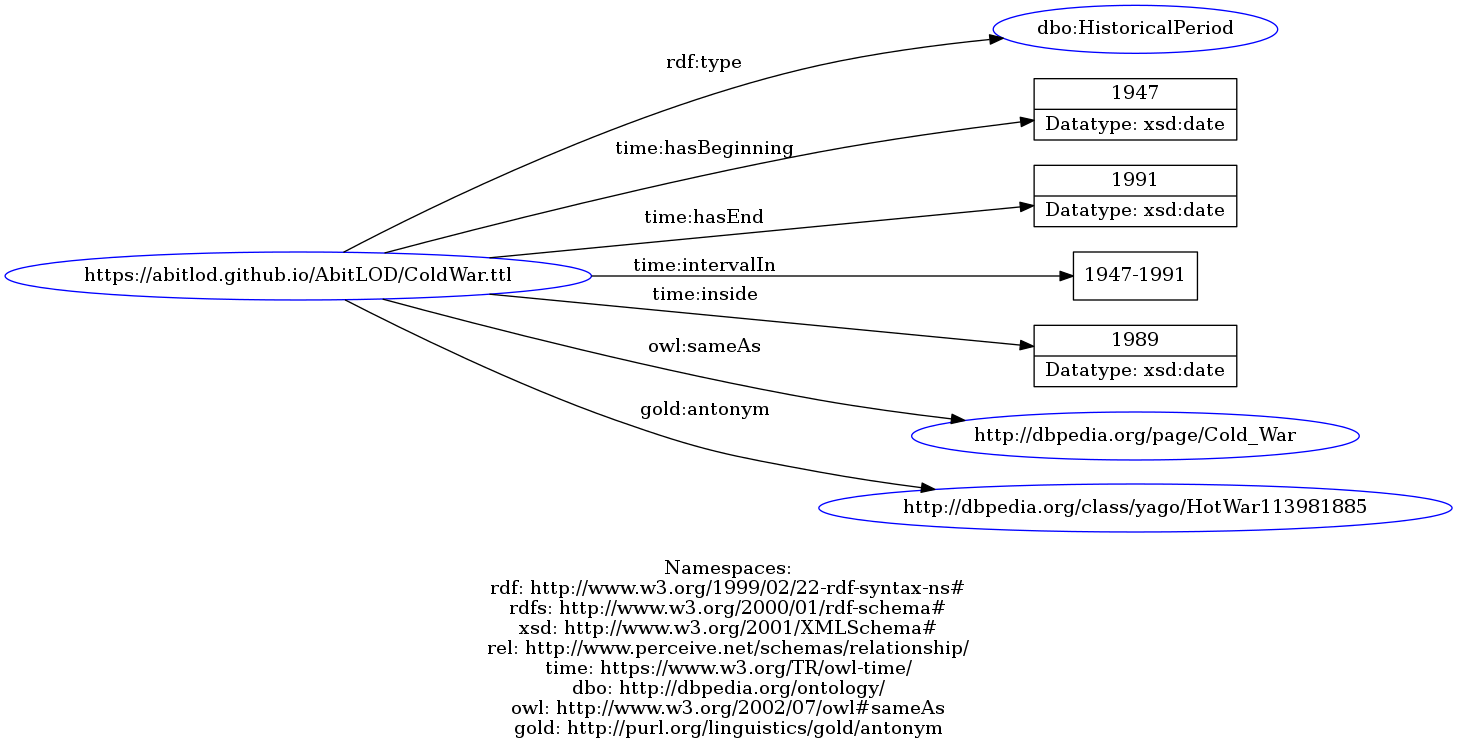 dbo:HistoricalPeriod
rdf:type
1947
Datatype: xsd:date
time:hasBeginning
1991
Datatype: xsd:date
time:hasEnd
https://abitlod.github.io/AbitLOD/ColdWar.ttl
time:intervalIn
1947-1991
time:inside
1989
Datatype: xsd:date
owl:sameAs
http://dbpedia.org/page/Cold_War
gold:antonym
http://dbpedia.org/class/yago/HotWar113981885
Namespaces:
rdf: http://www.w3.org/1999/02/22-rdf-syntax-ns#
rdfs: http://www.w3.org/2000/01/rdf-schema#
xsd: http://www.w3.org/2001/XMLSchema#
rel: http://www.perceive.net/schemas/relationship/
time: https://www.w3.org/TR/owl-time/
dbo: http://dbpedia.org/ontology/
owl: http://www.w3.org/2002/07/owl#sameAs
gold: http://purl.org/linguistics/gold/antonym